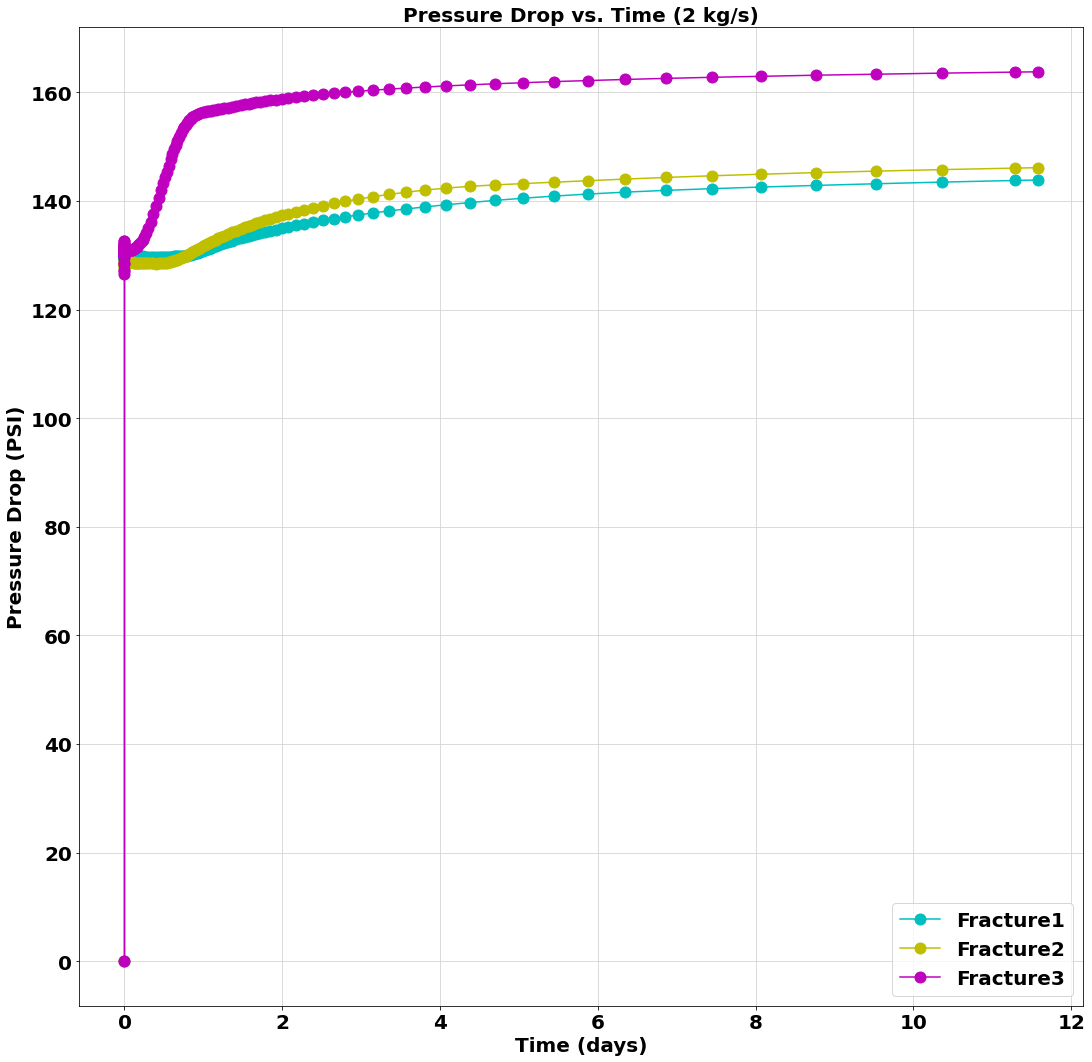 Pressure Drop vs. Time (2 kg/s)
Pressure Drop (PSI)
160
140
120
100
80
60
40
20
0
Fracture1
Fracture2
Fracture3
0 2 4 6 8 10 12
Time (days)